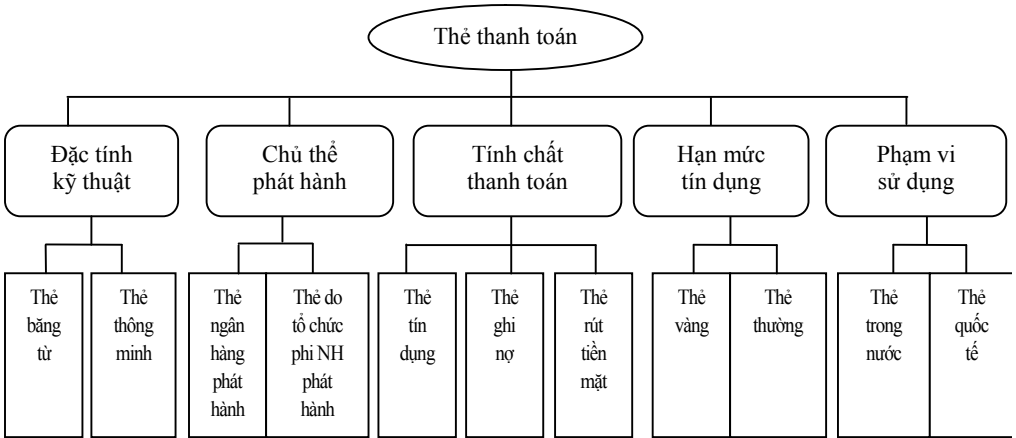 Thẻ thanh toán
Đặc tính
kỹ thuật
Chủ thể
phát hành
Tính chất
thanh toán
Hạn mức
tín dụng
Phạm vi
sử dụng
Thẻ
băng
từ
Thẻ
thông
minh
Thẻ
ngân
hàng
phát
hành
Thẻ do
tổ chức
phi NH
phát
hành
Thẻ
tín
dụng
Thẻ
ghi
nợ
Thẻ
rút
tiền
mặt
Thẻ
vàng
Thẻ
thường
Thẻ
trong
nước
Thẻ
quốc
tế